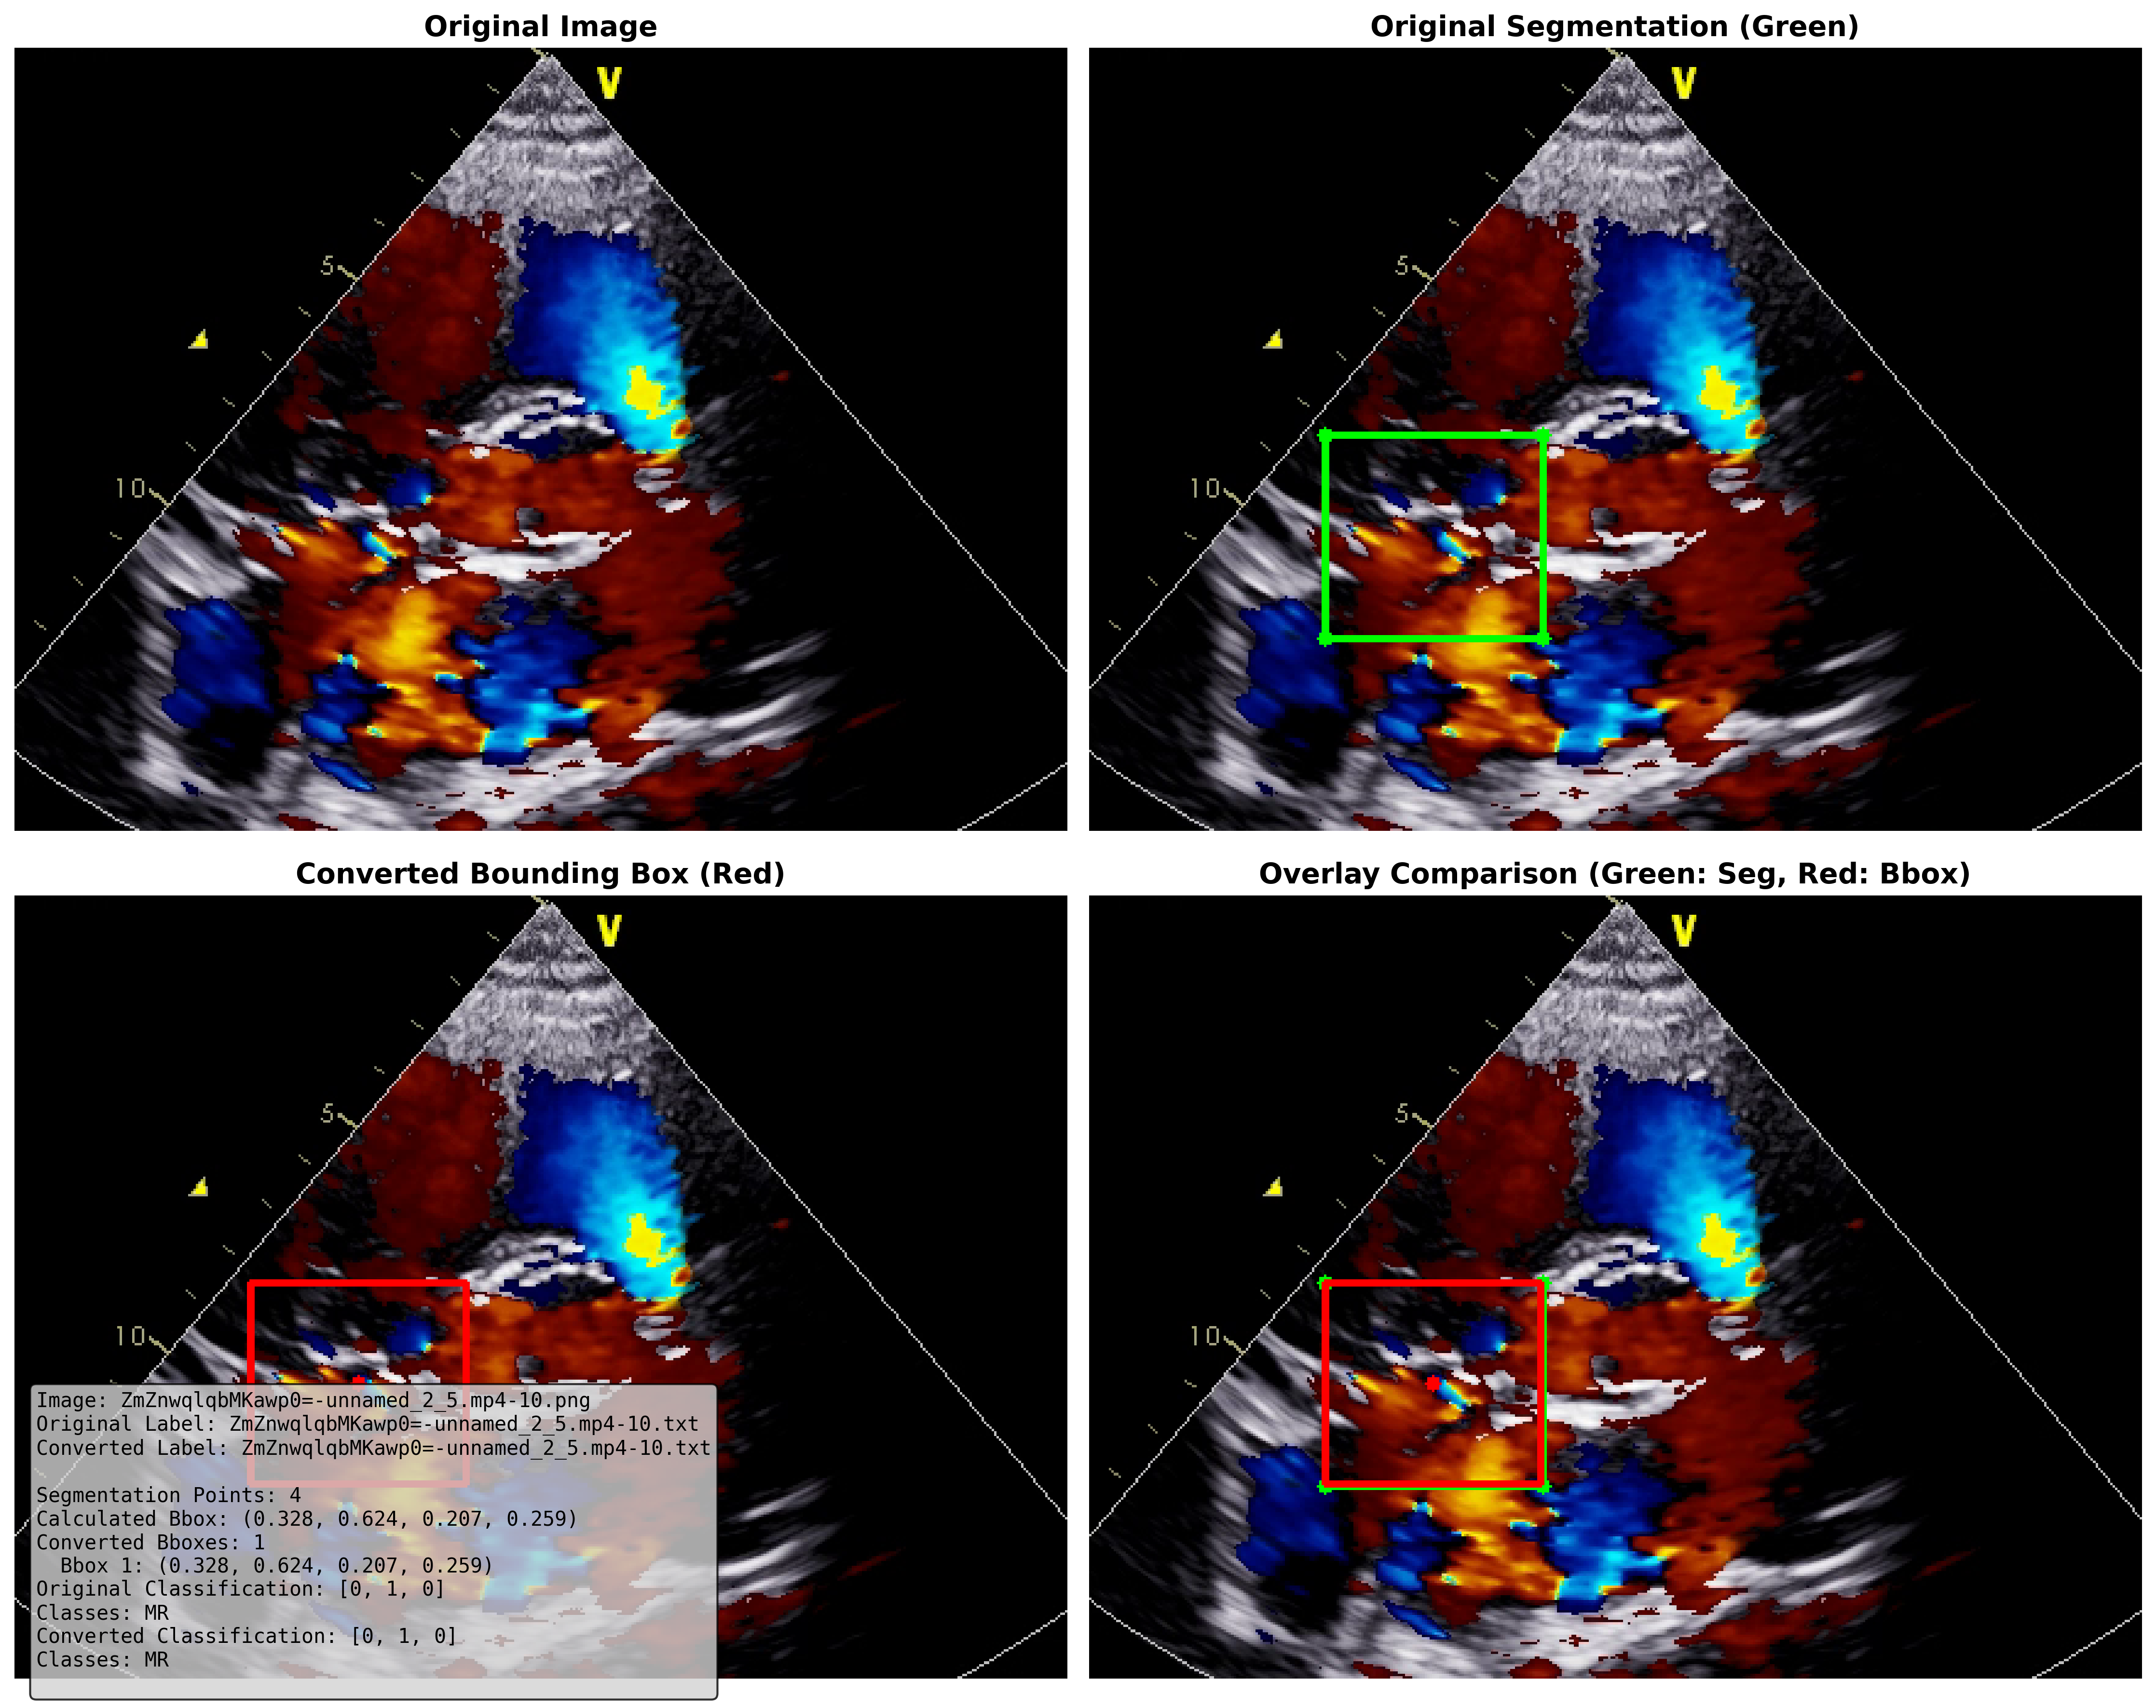 Original Image
V
5
10
Original Segmentation (Green)
V
5
10
Converted Bounding Box (Red)
V
5
10
Image: ZmZnwqlqbMKawp0=-unnamed_2_5.mp4-10.png
Original Label: ZmZnwqlqbMKawp0=-unnamed_2_5.mp4-10.txt
Converted Label: ZmZnwqlqbMKawp0=-unnamed_2_5.mp4-10.txt
Segmentation Points: 4
Calculated Bbox: (0.328, 0.624, 0.207, 0.259)
Converted Bboxes: 1
Bbox 1: (0.328, 0.624, 0.207, 0.259)
Original Classification: [0, 1, 0]
Classes: MR
Converted Classification: [0, 1, 0]
Classes: MR
Overlay Comparison (Green: Seg, Red: Bbox)
V
5
10